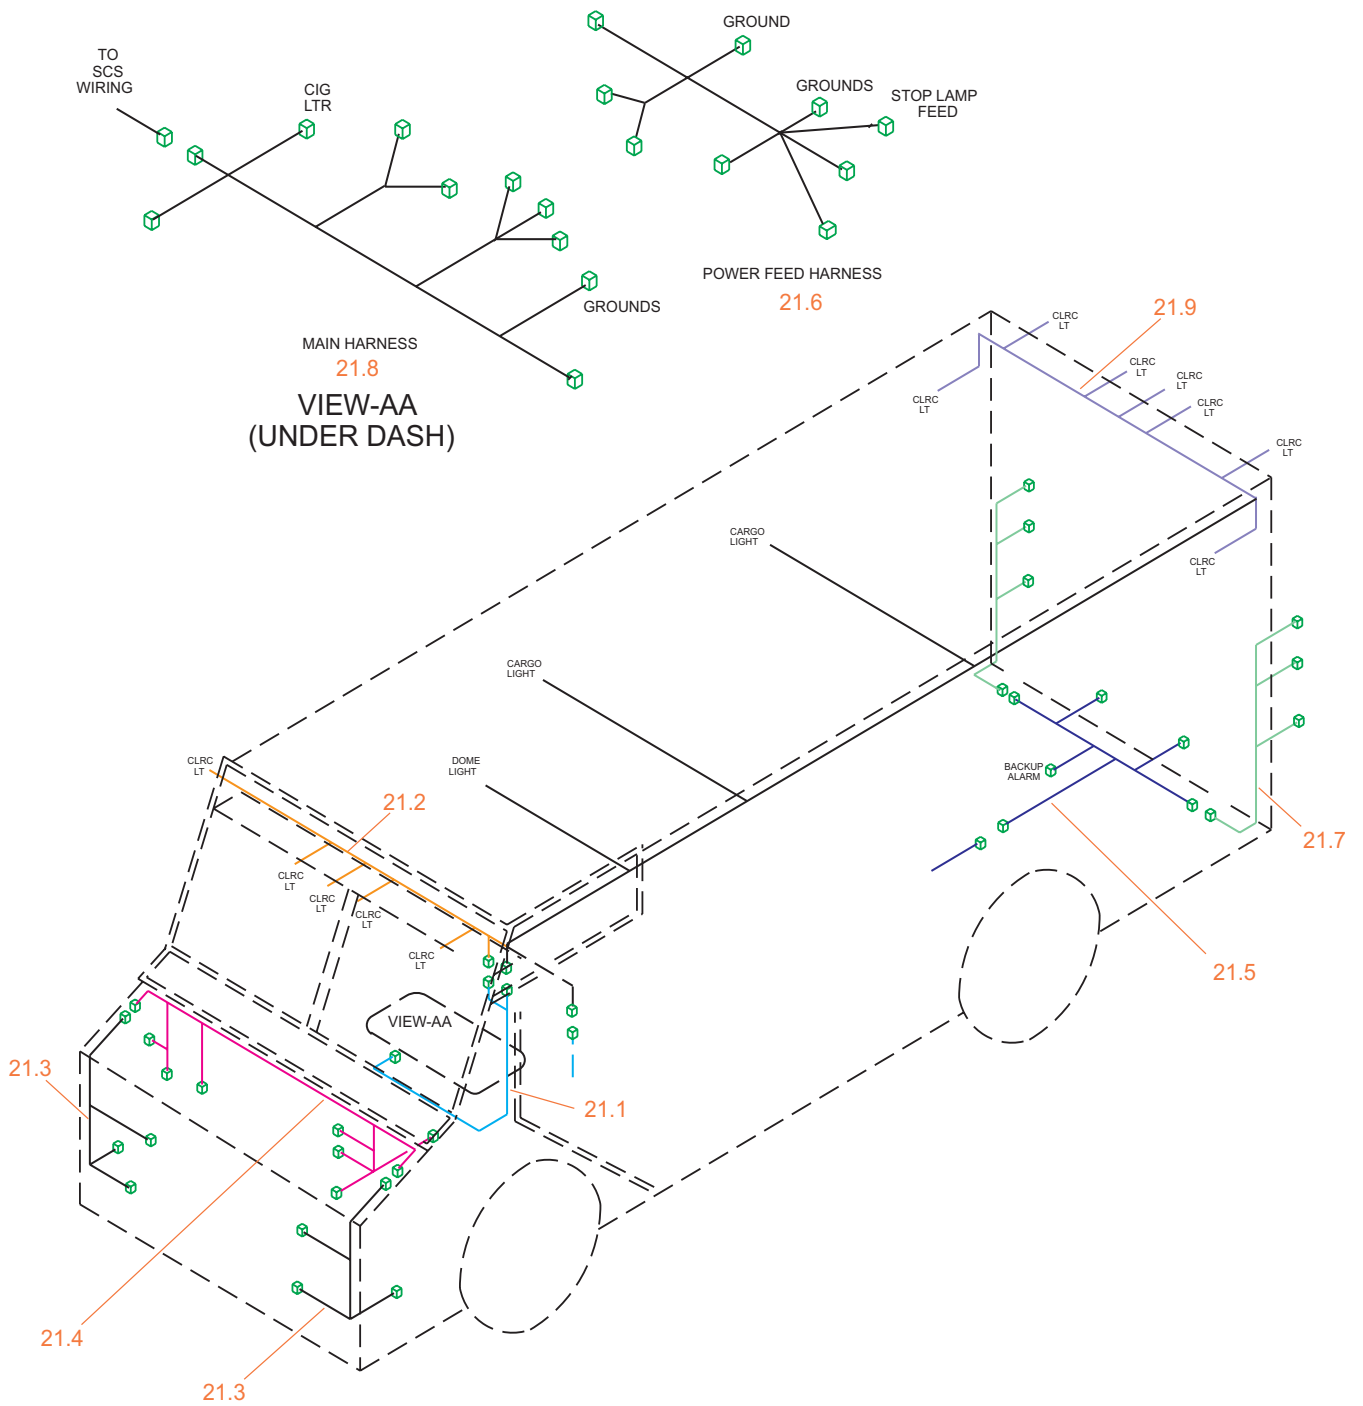 TO
SCS
WIRING
CIG
LTR
GROUND
GROUNDS
STOP LAMP
FEED
GROUNDS
POWER FEED HARNESS
21.6
MAIN HARNESS
21.8
VIEW-AA
(UNDER DASH)
21.9
CLRC
LT
CLRC
LT
CLRC
LT
CLRC
LT
CLRC
LT
CLRC
LT
CLRC
LT
CARGO
LIGHT
CARGO
LIGHT
DOME
LIGHT
CLRC
LT
21.2
CLRC
LT
CLRC
LT
CLRC
LT
CLRC
LT
BACKUP
ALARM
21.7
21.5
VIEW-AA
21.3
21.1
21.4
21.3